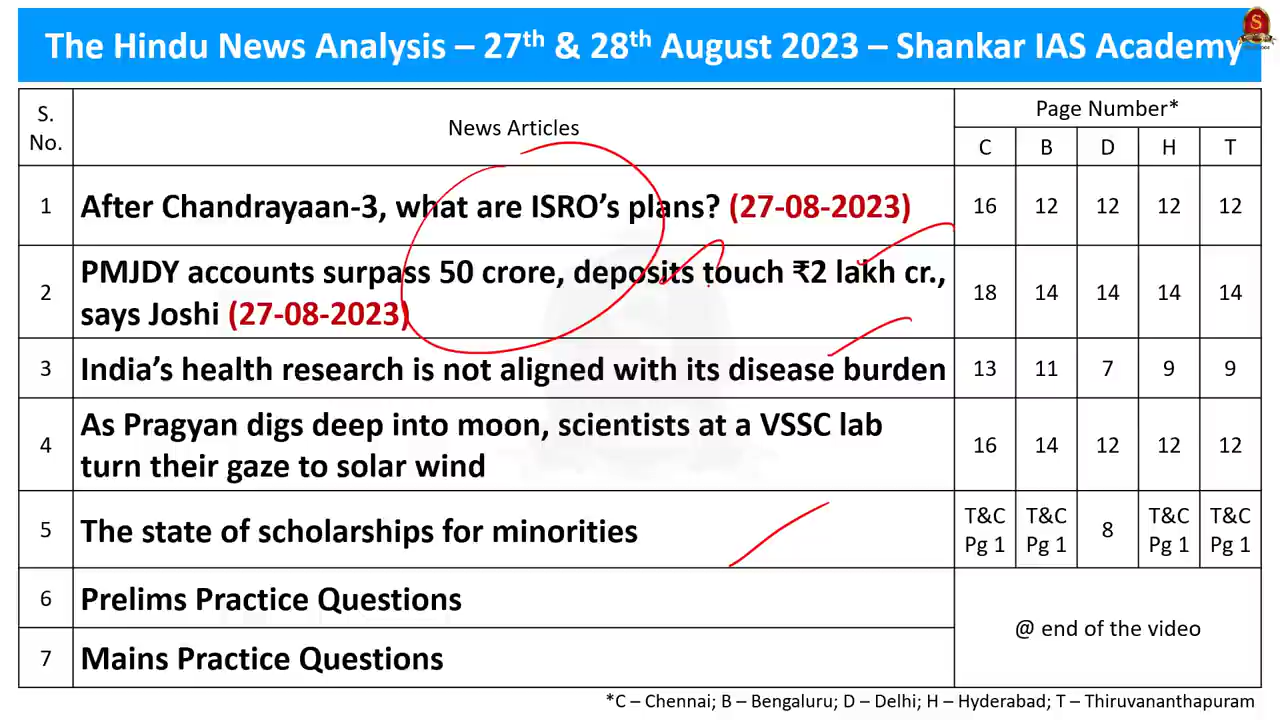 The Hindu News Analysis – 27th & 28th August 2023 – Shankar IAS Academy
S. No.
News Articles
Page Number*
C B D H T
1 After Chandrayaan-3, what are ISRO’s plans? (27-08-2023) 16 12 12 12 12
2 PMJDY accounts surpass 50 crore, deposits touch ₹2 lakh cr.,
says Joshi (27-08-2023) 18 14 14 14 14
3 India’s health research is not aligned with its disease burden 13 11 7 9 9
4 As Pragyan digs deep into moon, scientists at a VSSC lab
turn their gaze to solar wind 16 14 12 12 12
5 The state of scholarships for minorities T&C Pg 1 T&C Pg 1 8 T&C Pg 1 T&C Pg 1
6 Prelims Practice Questions
7 Mains Practice Questions
@ end of the video
*C – Chennai; B – Bengaluru; D – Delhi; H – Hyderabad; T – Thiruvananthapuram